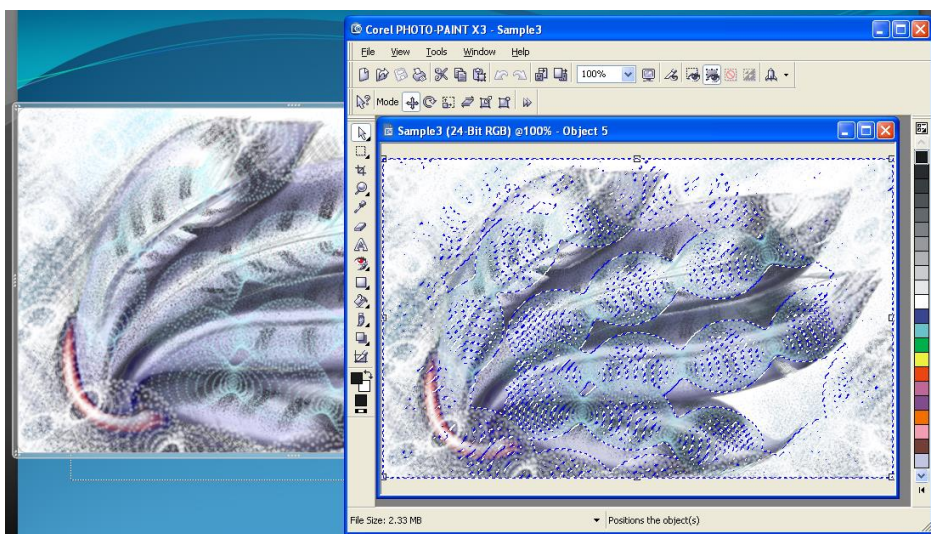 Corel PHOTO-PAINT X3 - Sample3
File View Tools Window Help
100%
Mode
Sample3 (24-Bit RGB) @100% - Object 5
File Size: 2.33 MB
Positions the object(s)